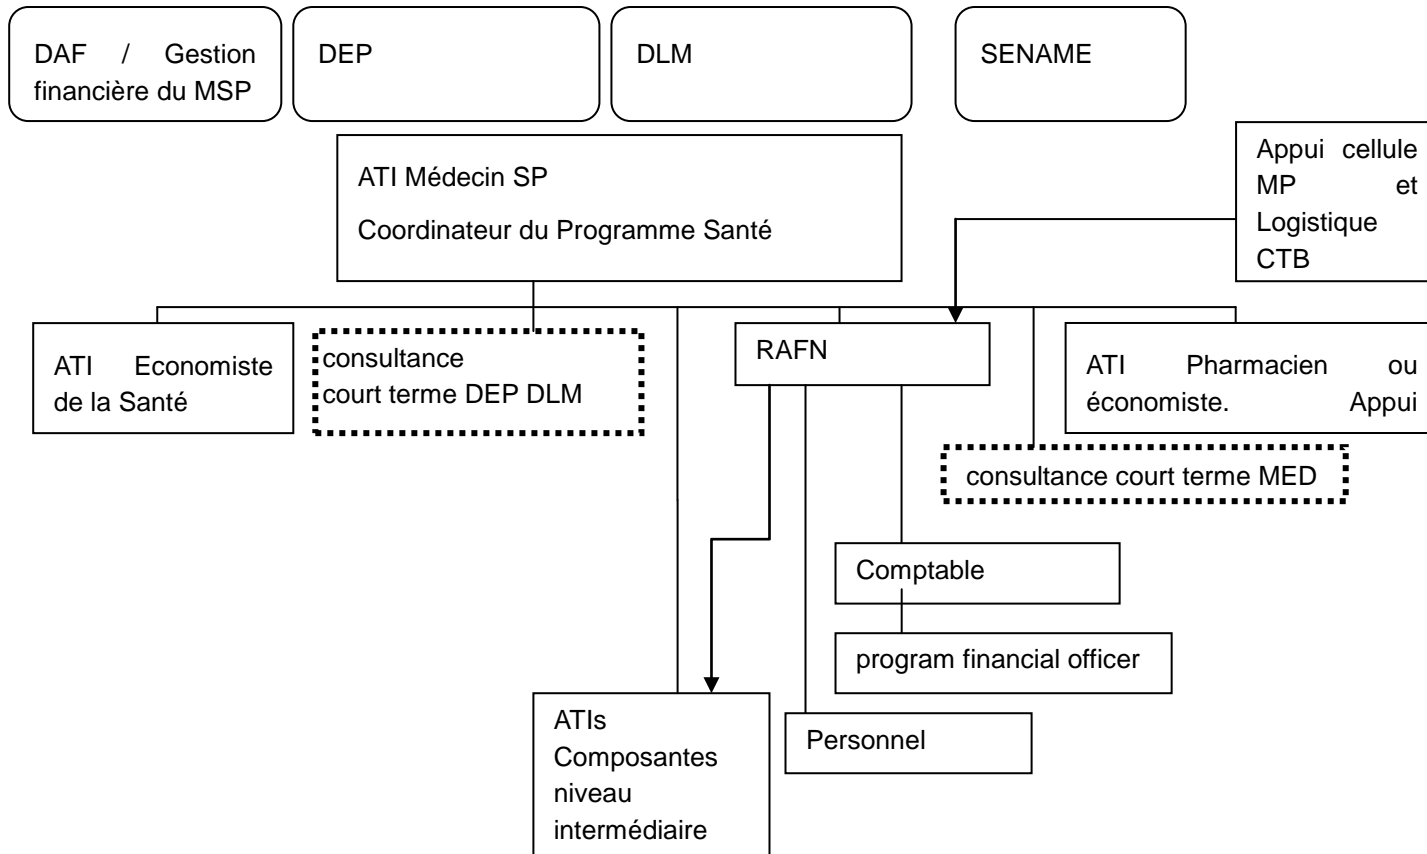 DAF / Gestion
financière du MSP
DEP
DLM
SENAME
ATI Médecin SP
Coordinateur du Programme Santé
Appui cellule
MP et
Logistique
CTB
ATI Economiste
de la Santé
consultance
court terme DEP DLM
RAFN
ATI Pharmacien ou
économiste. Appui
consultance court terme MED
Comptable
program financial officer
ATIs
Composantes
niveau
intermédiaire
Personnel